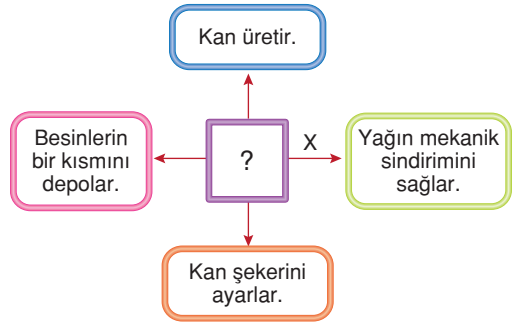 Kan üretir.
Besinlerin
bir kısmını
depolar.
?
X
Yağın mekanik
sindirimini
sağlar.
Kan şekerini
ayarlar.